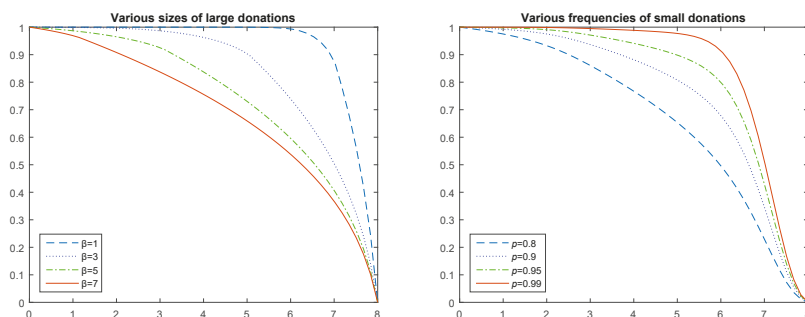 Various sizes of large donations
1
0.9
0.8
0.7
0.6
0.5
0.4
0.3
0.2
0.1
0
β=1
β=3
β=5
β=7
0 1 2 3 4 5 6 7 8
Various frequencies of small donations
1
0.9
0.8
0.7
0.6
0.5
0.4
0.3
0.2
0.1
0
p=0.8
p=0.9
p=0.95
p=0.99
0 1 2 3 4 5 6 7